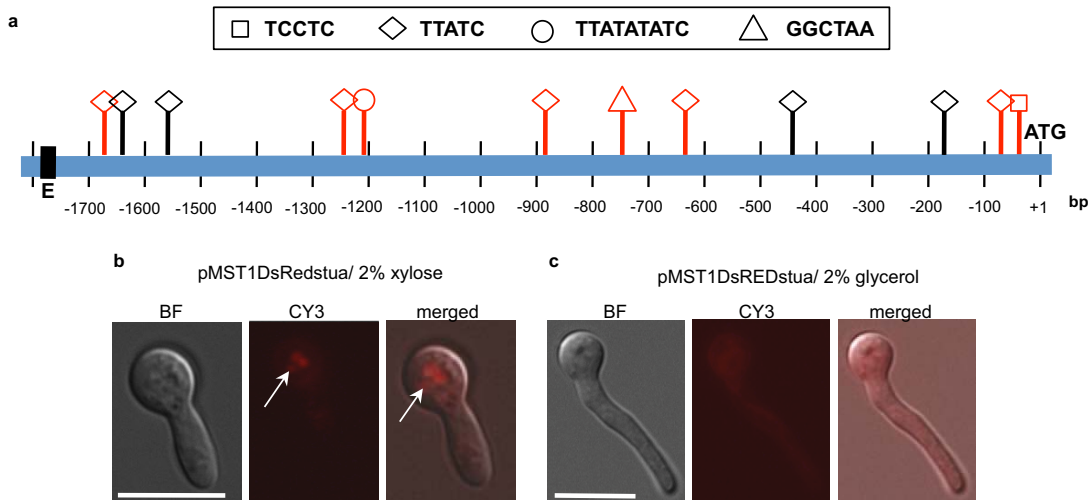 a
TCCTC TTATC TTATATATC GGCTAA
ATG
E
-1700 -1600 -1500 -1400 -1300 -1200 -1100 -1000 -900 -800 -700 -600 -500 -400 -300 -200 -100 +1 bp
b c
pMST1DsRedstua/ 2% xylose pMST1DsREDstua/ 2% glycerol
BF CY3 merged BF CY3 merged